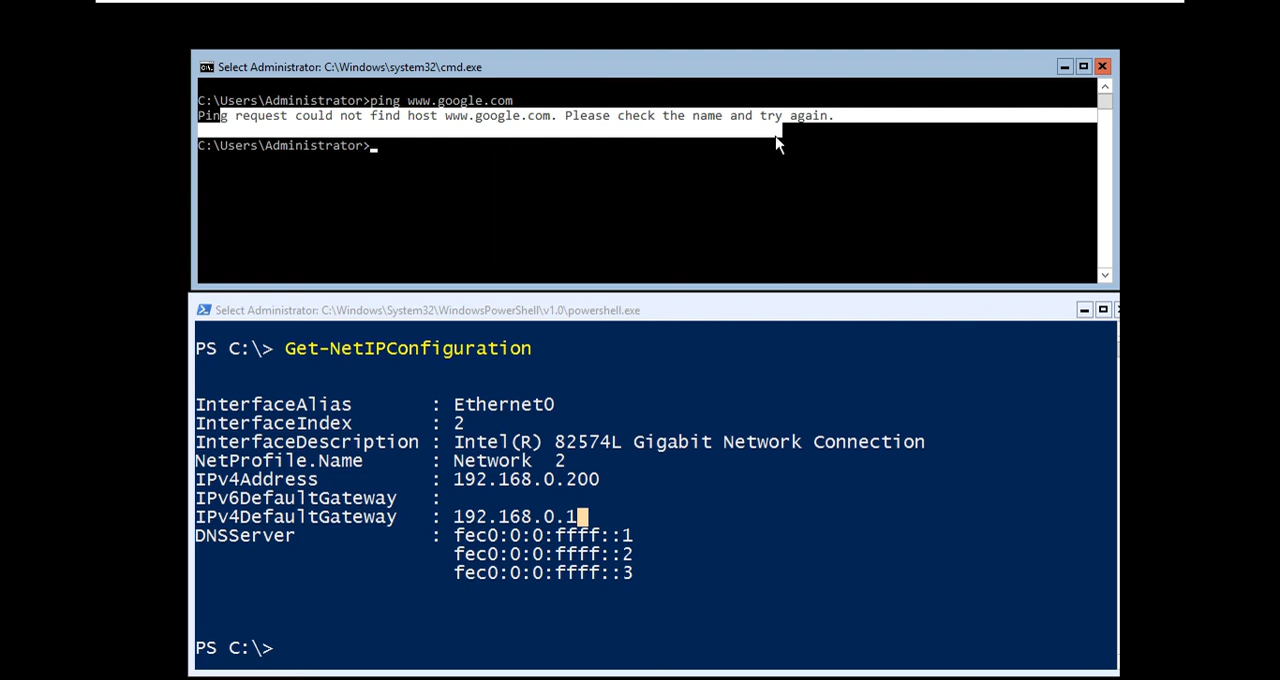 Select Administrator: C:\Windows\system32\cmd.exe
C:\Users\Administrator>ping www.google.com
Ping request could not find host www.google.com. Please check the name and try again.
C:\Users\Administrator>
Select Administrator: C:\Windows\System32\WindowsPowerShell\v1.0\powershell.exe
PS C:\> Get-NetIPConfiguration
InterfaceAlias : Ethernet0
InterfaceIndex : 2
InterfaceDescription : Intel(R) 82574L Gigabit Network Connection
NetProfile.Name : Network  2
IPv4Address : 192.168.0.200
IPv6DefaultGateway :
IPv4DefaultGateway : 192.168.0.1
DNSServer : fec0:0:0:ffff::1
fec0:0:0:ffff::2
fec0:0:0:ffff::3
PS C:\>